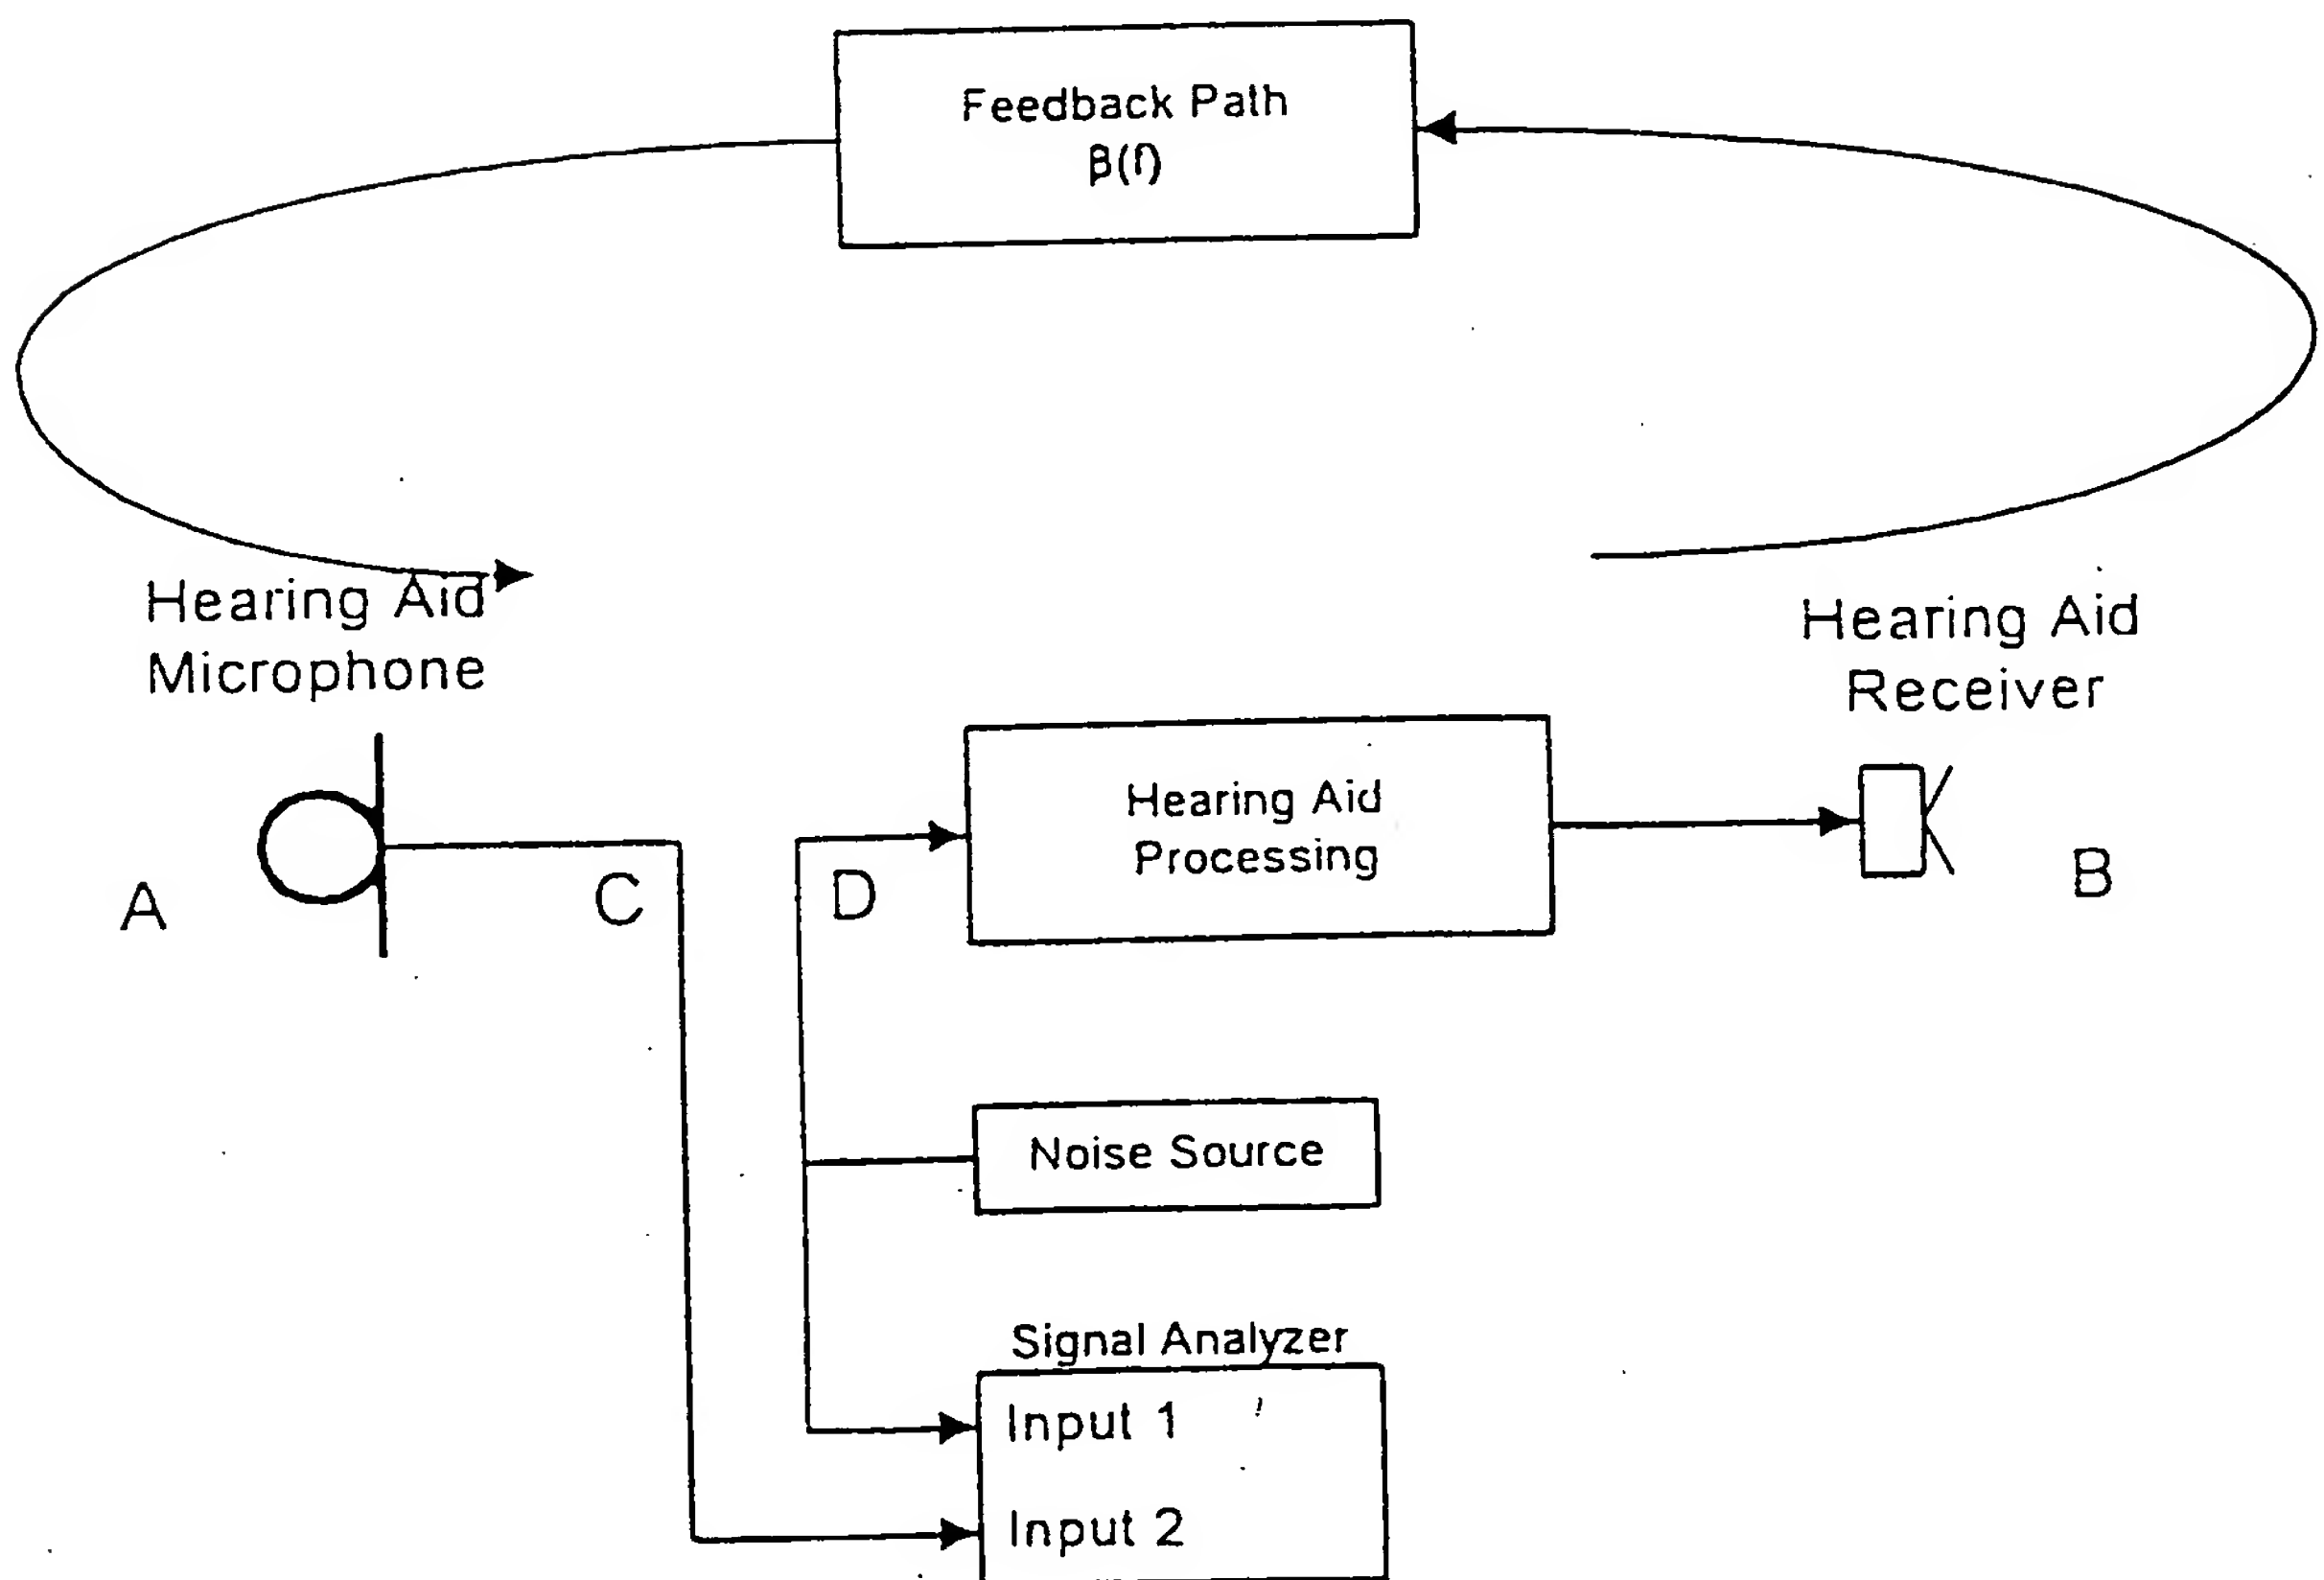 Feedback Path
β(f)
Hearing Aid
Microphone
Hearing Aid
Receiver
Hearing Aid
Processing
A
C
D
B
Noise Source
Signal Analyzer
Input 1
Input 2